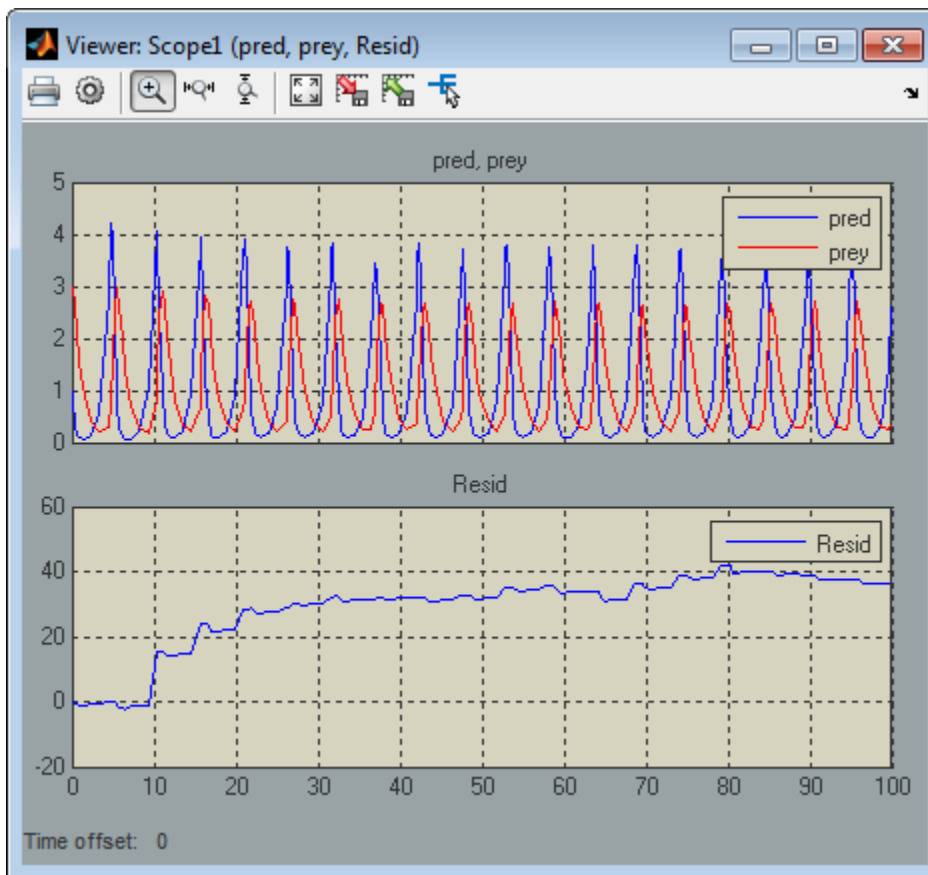 Viewer: Scope1 (pred, prey, Resid)
pred, prey
5
4
3
2
1
0
pred
prey
Resid
60
40
20
0
-20
Resid
0 10 20 30 40 50 60 70 80 90 100
Time offset: 0